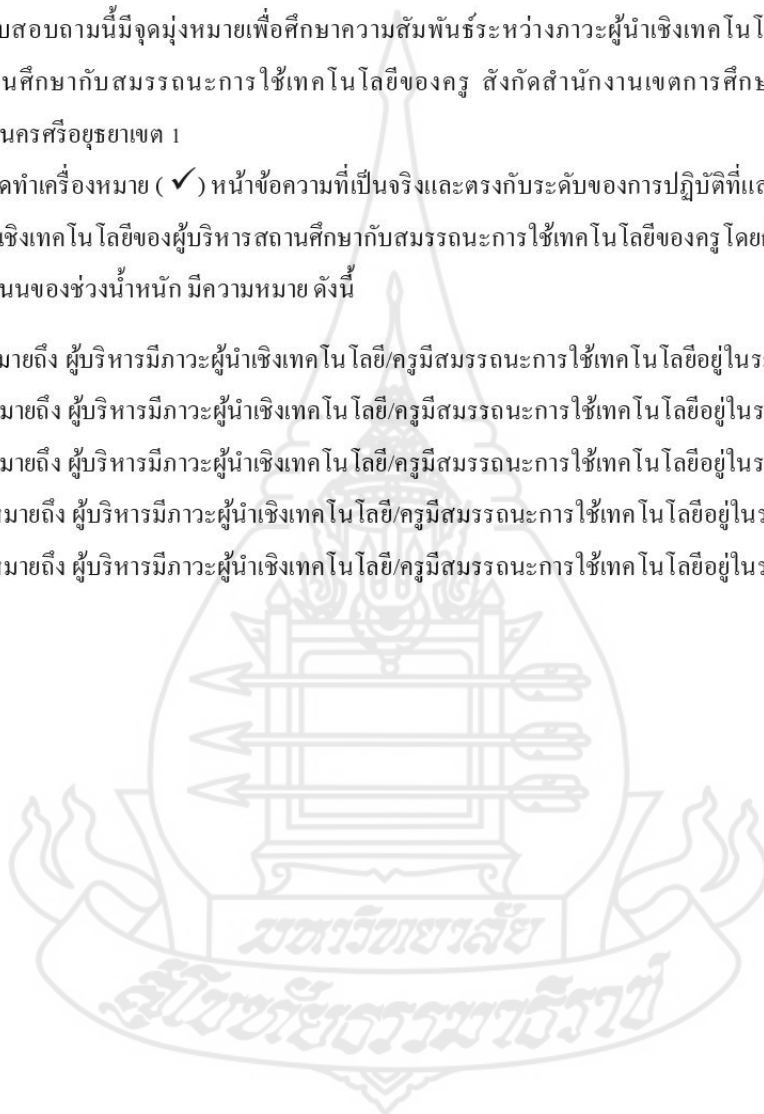 บสอบถามนี้มีจุดมุ่งหมายเพื่อศึกษาความสัมพันธ์ระหว่างภาวะผู้นำเชิงเทคโนโล
นศึกษากับสมรรถนะการใช้เทคโนโลยีของครู สังกัดสำนักงานเขตการศึกษ
นครศรีอยุธยาเขต 1
ดทำเครื่องหมาย ( ✓ ) หน้าข้อความที่เป็นจริงและตรงกับระดับของการปฏิบัติที่แส
เชิงเทคโนโลยีของผู้บริหารสถานศึกษากับสมรรถนะการใช้เทคโนโลยีของครู โดย
นนของช่วงน้ำหนัก มีความหมาย ดังนี้
มายถึง ผู้บริหารมีภาวะผู้นำเชิงเทคโนโลยี/ครูมีสมรรถนะการใช้เทคโนโลยีอยู่ในระ
มายถึง ผู้บริหารมีภาวะผู้นำเชิงเทคโนโลยี/ครูมีสมรรถนะการใช้เทคโนโลยีอยู่ในร
มายถึง ผู้บริหารมีภาวะผู้นำเชิงเทคโนโลยี/ครูมีสมรรถนะการใช้เทคโนโลยีอยู่ในร
มายถึง ผู้บริหารมีภาวะผู้นำเชิงเทคโนโลยี/ครูมีสมรรถนะการใช้เทคโนโลยีอยู่ในร
มายถึง ผู้บริหารมีภาวะผู้นำเชิงเทคโนโลยี/ครูมีสมรรถนะการใช้เทคโนโลยีอยู่ในร
มหาวิทยาลัย
สุโขทัยธรรมาธิราช